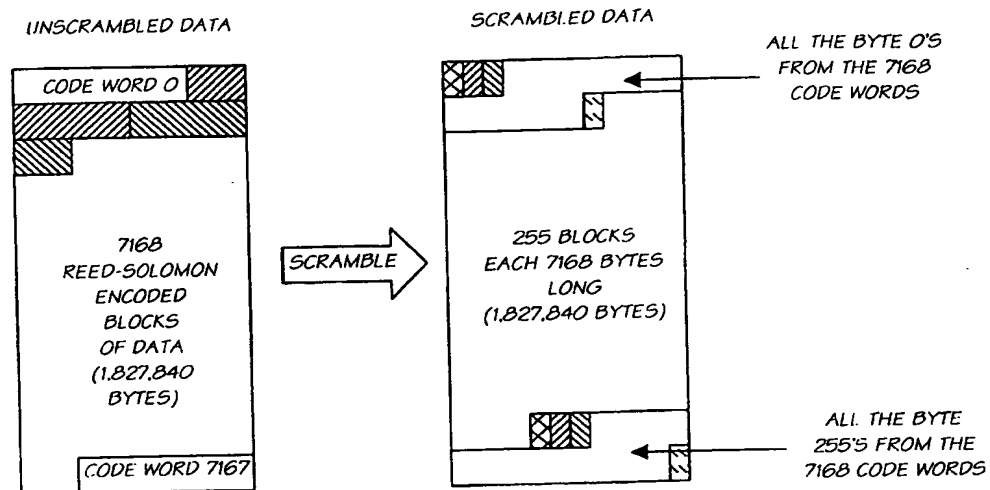 UNSCRAMBLED DATA
SCRAMBLED DATA
CODE WORD 0
ALL THE BYTE 0'S
FROM THE 7168
CODE WORDS
7168
REED-SOLOMON
ENCODED
BLOCKS
OF DATA
(1,827,840
BYTES)
SCRAMBLE
255 BLOCKS
EACH 7168 BYTES
LONG
(1,827,840 BYTES)
CODE WORD 7167
ALL THE BYTE
255'S FROM THE
7168 CODE WORDS